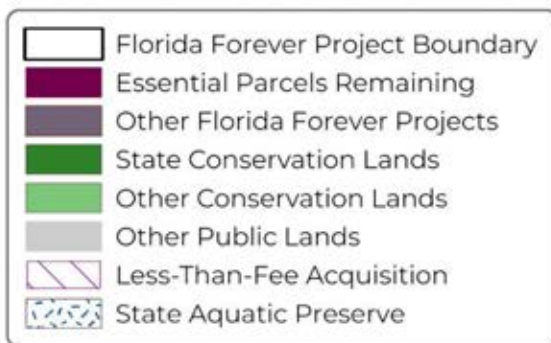 Florida Forever Project Boundary
Essential Parcels Remaining
Other Florida Forever Projects
State Conservation Lands
Other Conservation Lands
Other Public Lands
Less-Than-Fee Acquisition
State Aquatic Preserve